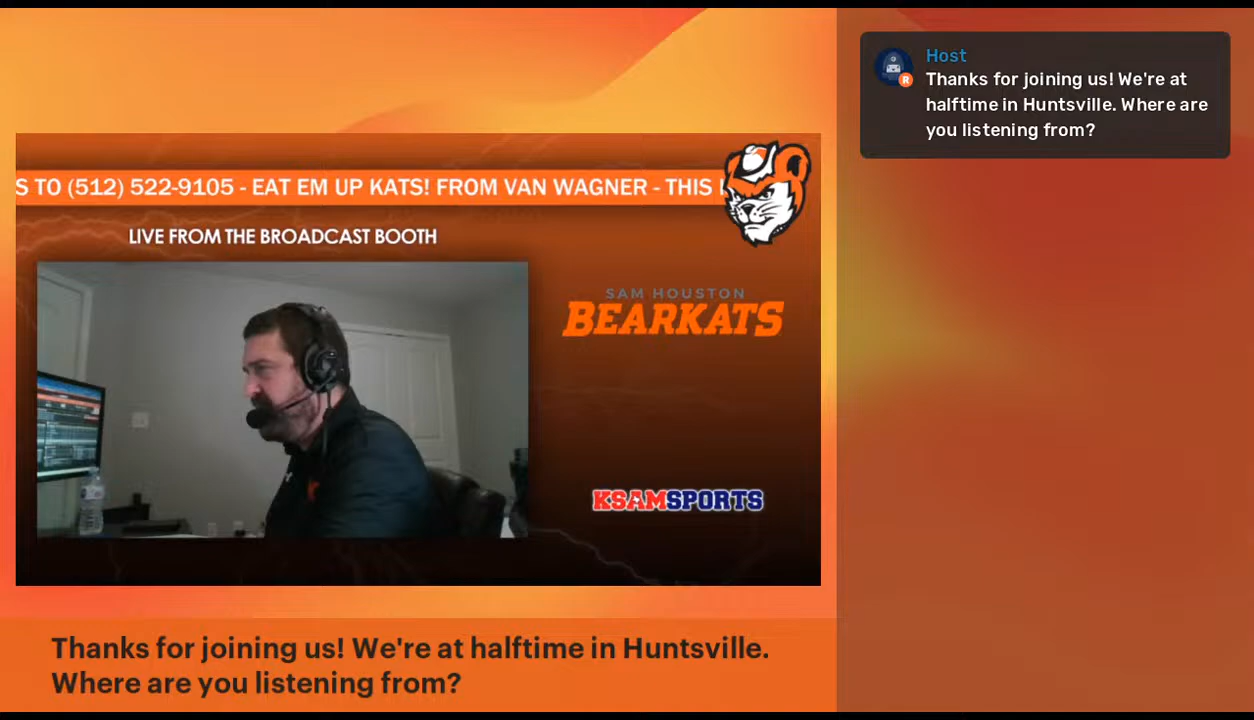 S TO (512) 522-9105 - EAT EM UP KATS! FROM VAN WAGNER - THIS
LIVE FROM THE BROADCAST BOOTH
SAM HOUSTON
BEARKATS
KSAMSPORTS
Thanks for joining us! We're at halftime in Huntsville.
Where are you listening from?
Host
R
Thanks for joining us! We're at
halftime in Huntsville. Where are
you listening from?